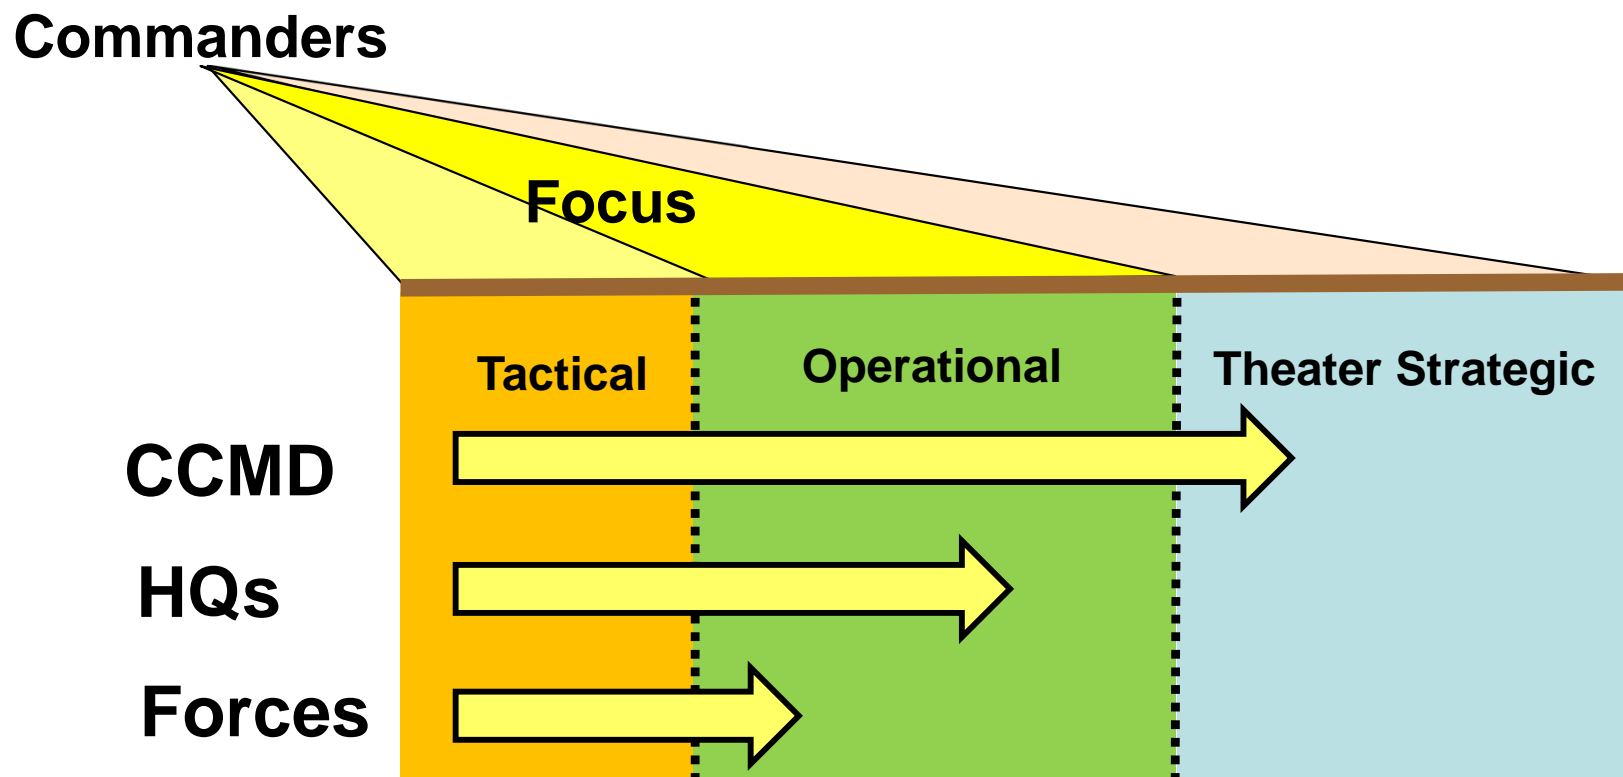 Commanders
Focus
Tactical
Operational
Theater Strategic
CCMD
HQs
Forces